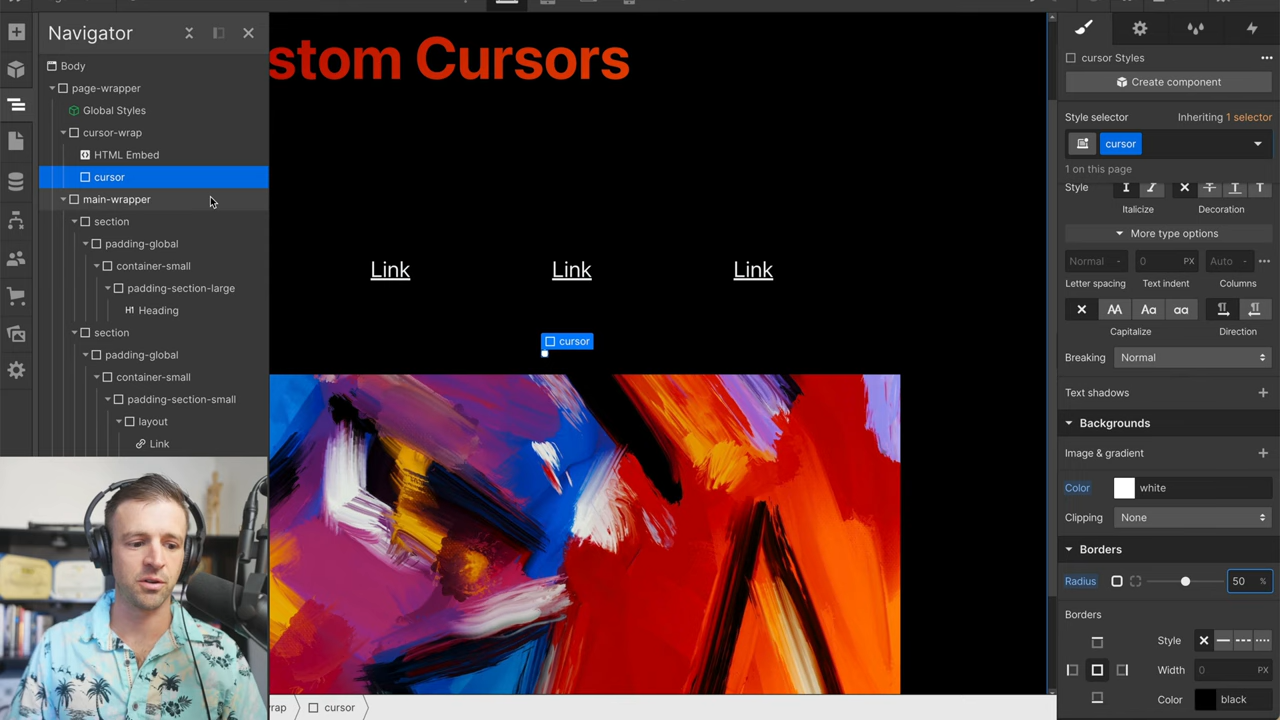 Navigator
Body
page-wrapper
Global Styles
cursor-wrap
HTML Embed
cursor
main-wrapper
section
padding-global
container-small
padding-section-large
H1 Heading
section
padding-global
container-small
padding-section-small
layout
Link
stom Cursors
Link Link Link
cursor
rap cursor
cursor Styles
Create component
Style selector Inheriting 1 selector
cursor
1 on this page
Style
Italicize Decoration
More type options
Normal 0 PX Auto
Letter spacing Text indent Columns
AA Aa aa
Capitalize Direction
Breaking Normal
Text shadows
Backgrounds
Image & gradient
Color white
Clipping None
Borders
Radius 50 %
Borders
Style
Width 0 PX
Color black